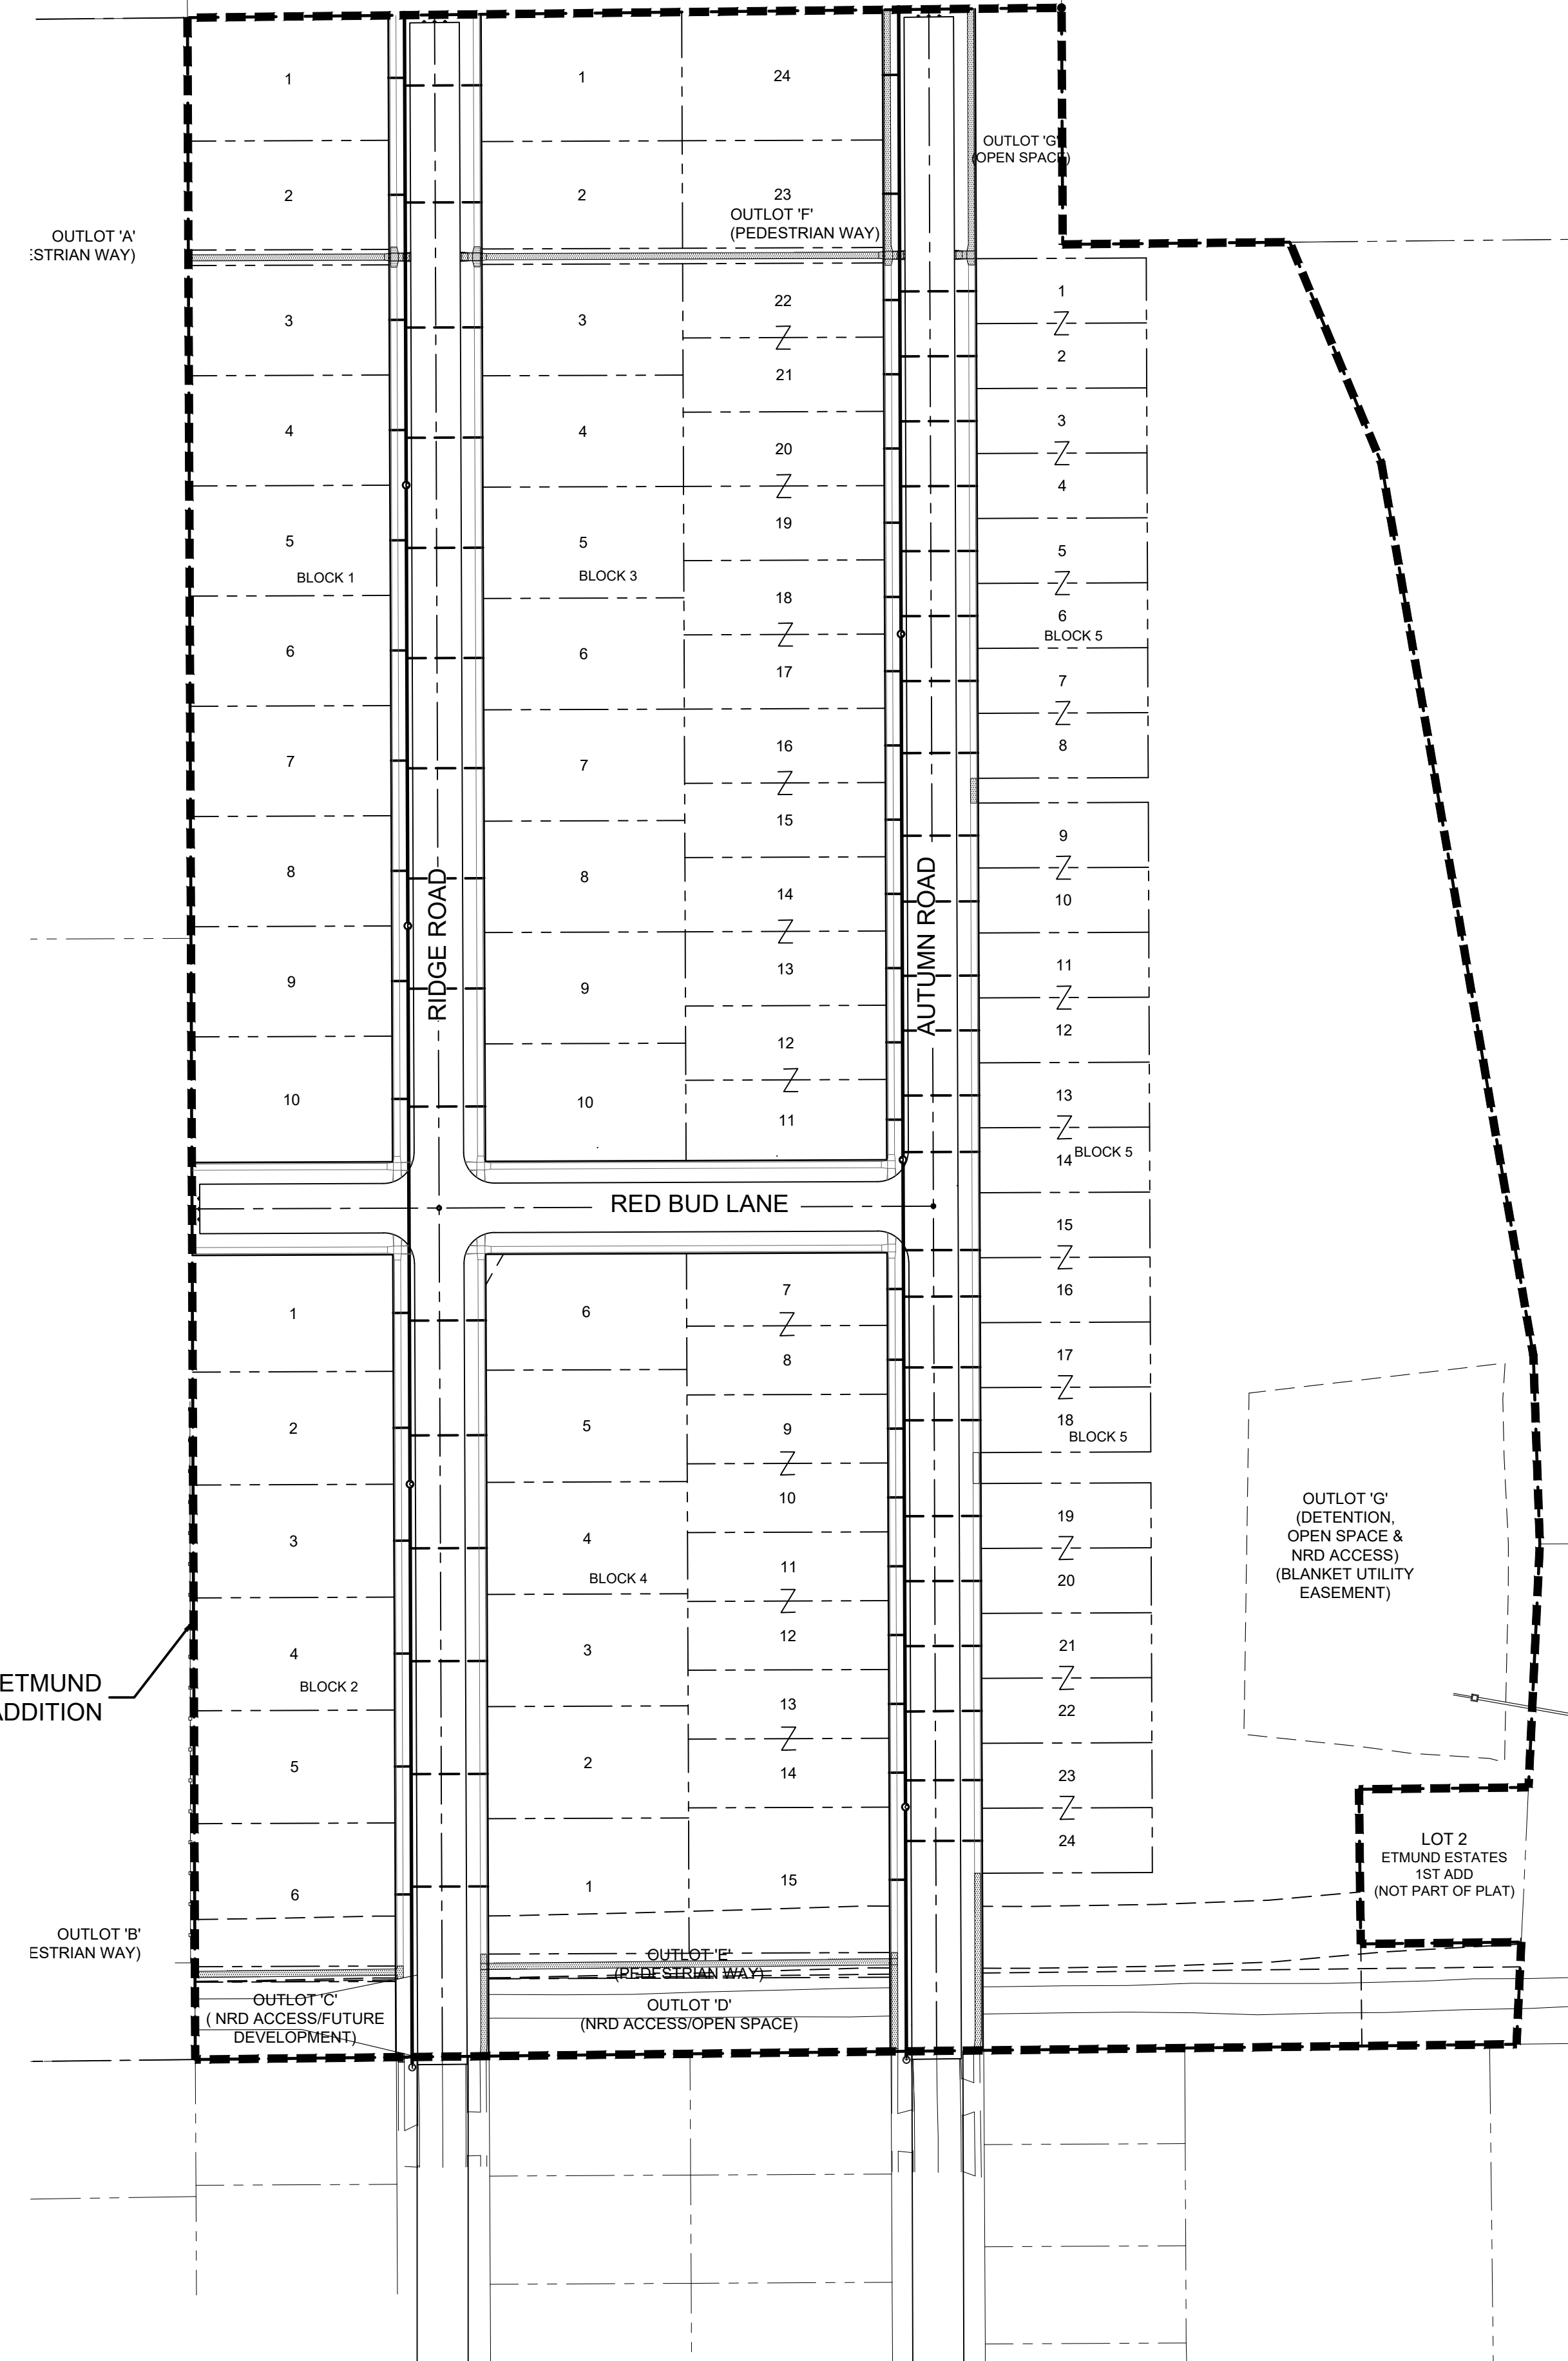 1
1
24
OUTLOT 'G'
(OPEN SPACE)
2
2
23
OUTLOT 'F'
(PEDESTRIAN WAY)
OUTLOT 'A'
ESTRIAN WAY)
1
22
Z
Z
3
3
2
21
3
4
4
20
Z
Z
4
19
5
5
5
BLOCK 1
BLOCK 3
Z
18
6
BLOCK 5
Z
6
6
17
7
Z
16
8
7
7
Z
15
9
Z
8
8
14
10
RIDGE ROAD
AUTUMN ROAD
Z
13
11
9
9
Z
12
12
Z
10
10
13
11
Z
14
BLOCK 5
RED BUD LANE
15
Z
7
16
1
6
Z
8
17
Z
2
5
9
18
BLOCK 5
Z
10
19
3
4
Z
11
20
BLOCK 4
Z
12
21
4
3
Z
BLOCK 2
13
22
Z
5
2
14
23
Z
24
6
1
15
OUTLOT 'G'
(DETENTION,
OPEN SPACE &
NRD ACCESS)
(BLANKET UTILITY
EASEMENT)
ETMUND
ADDITION
LOT 2
ETMUND ESTATES
1ST ADD
(NOT PART OF PLAT)
OUTLOT 'B'
ESTRIAN WAY)
OUTLOT 'E'
(PEDESTRIAN WAY)
OUTLOT 'C'
( NRD ACCESS/FUTURE
DEVELOPMENT)
OUTLOT 'D'
(NRD ACCESS/OPEN SPACE)